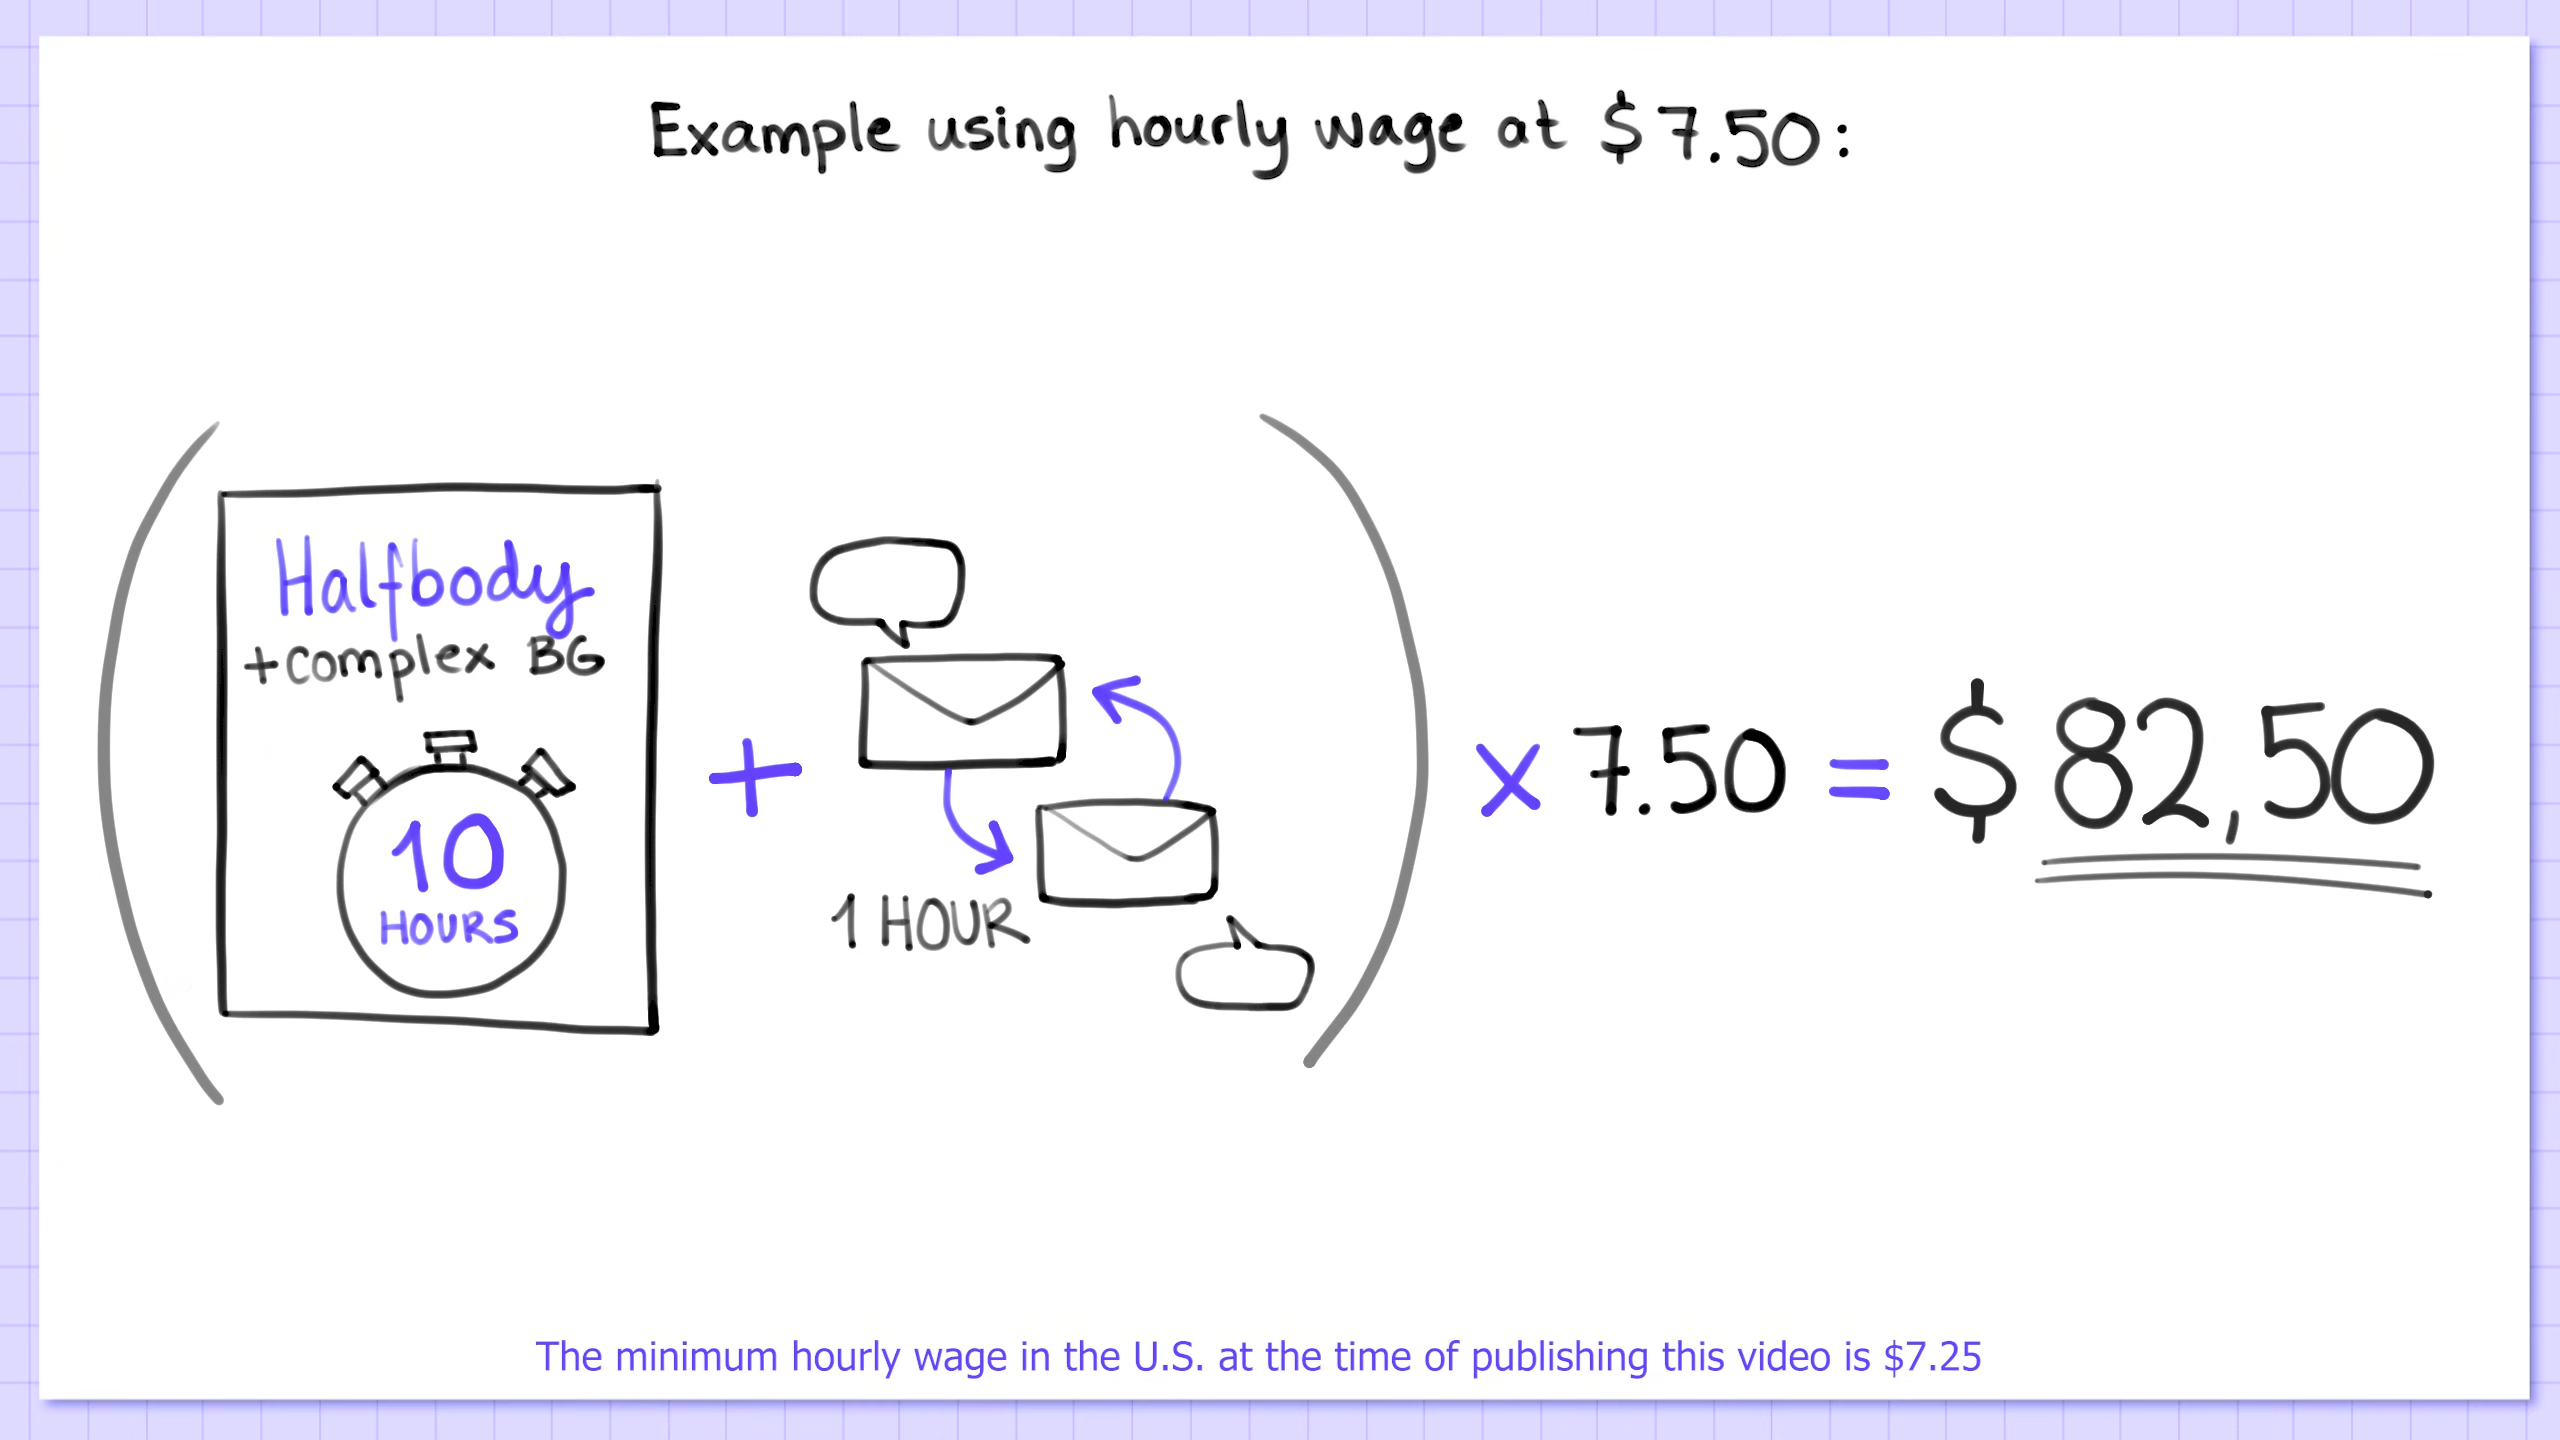 Example using hourly wage at $7.50:
Halfbody
+complex BG
10
HOURS
+
1 HOUR
x 7.50 = $82,50
The minimum hourly wage in the U.S. at the time of publishing this video is $7.25